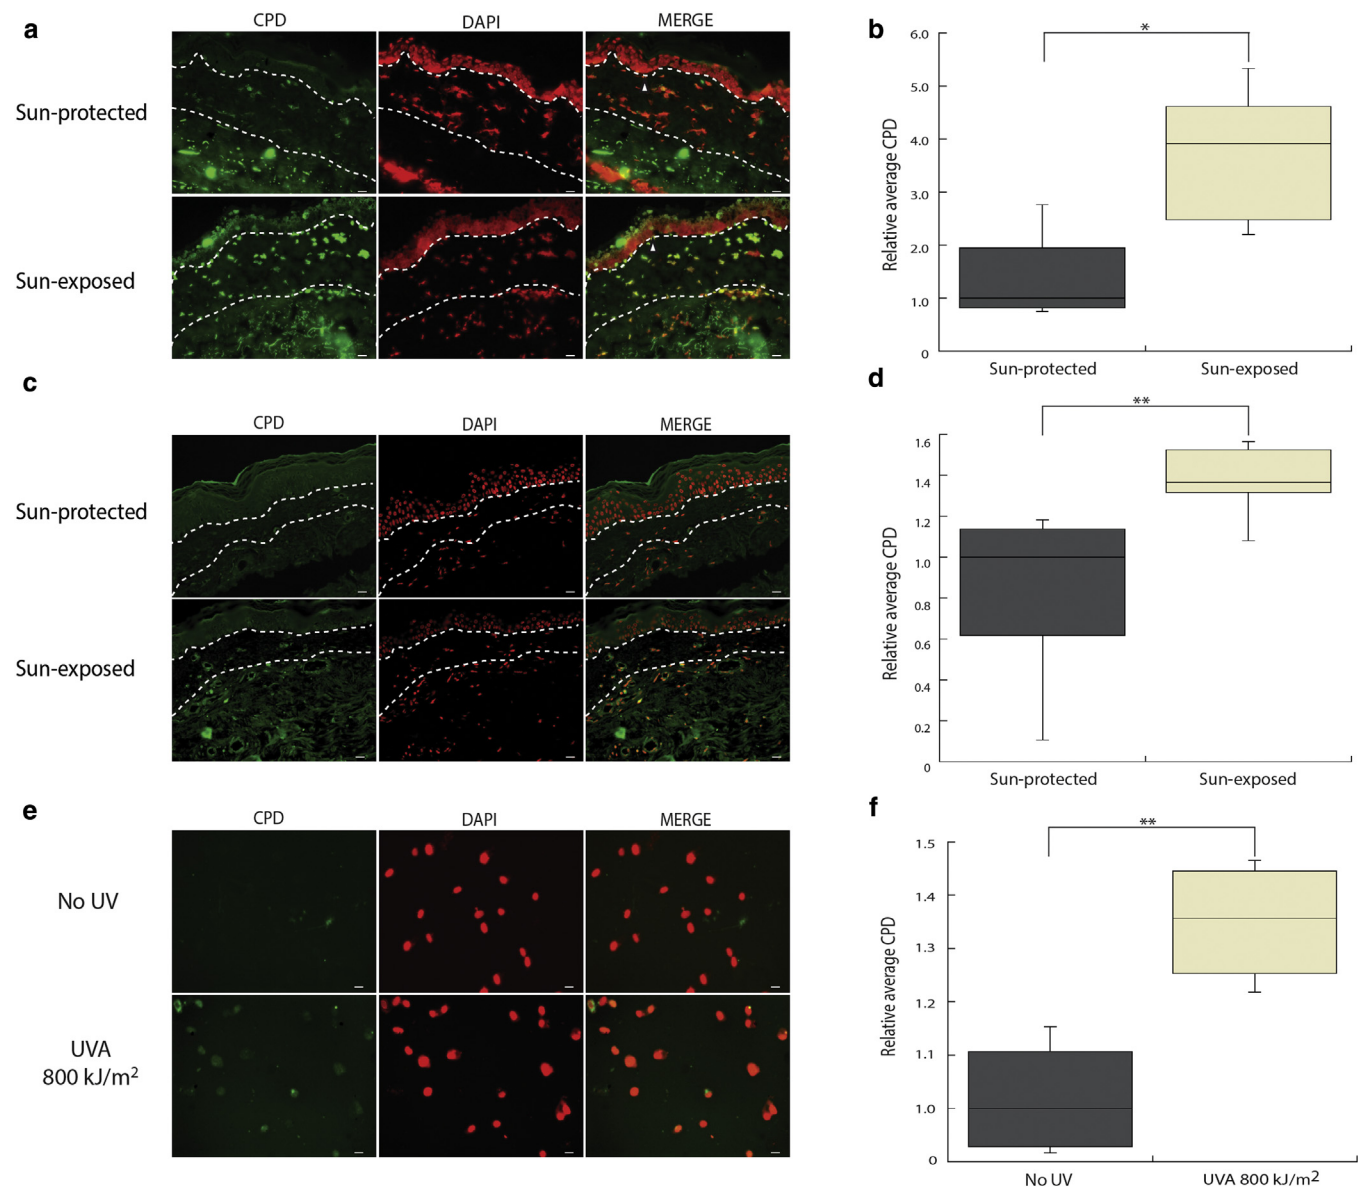 a
CPD DAPI MERGE
Sun-protected
Sun-exposed
b
*
6.0
5.0
4.0
3.0
2.0
1.0
0
Relative average CPD
Sun-protected Sun-exposed
c
CPD DAPI MERGE
Sun-protected
Sun-exposed
d
**
1.6
1.4
1.2
1.0
0.8
0.6
0.4
0.2
0
Relative average CPD
Sun-protected Sun-exposed
e
CPD DAPI MERGE
No UV
UVA
800 kJ/m²
f
**
1.5
1.4
1.3
1.2
1.1
1.0
0
Relative average CPD
No UV UVA 800 kJ/m²